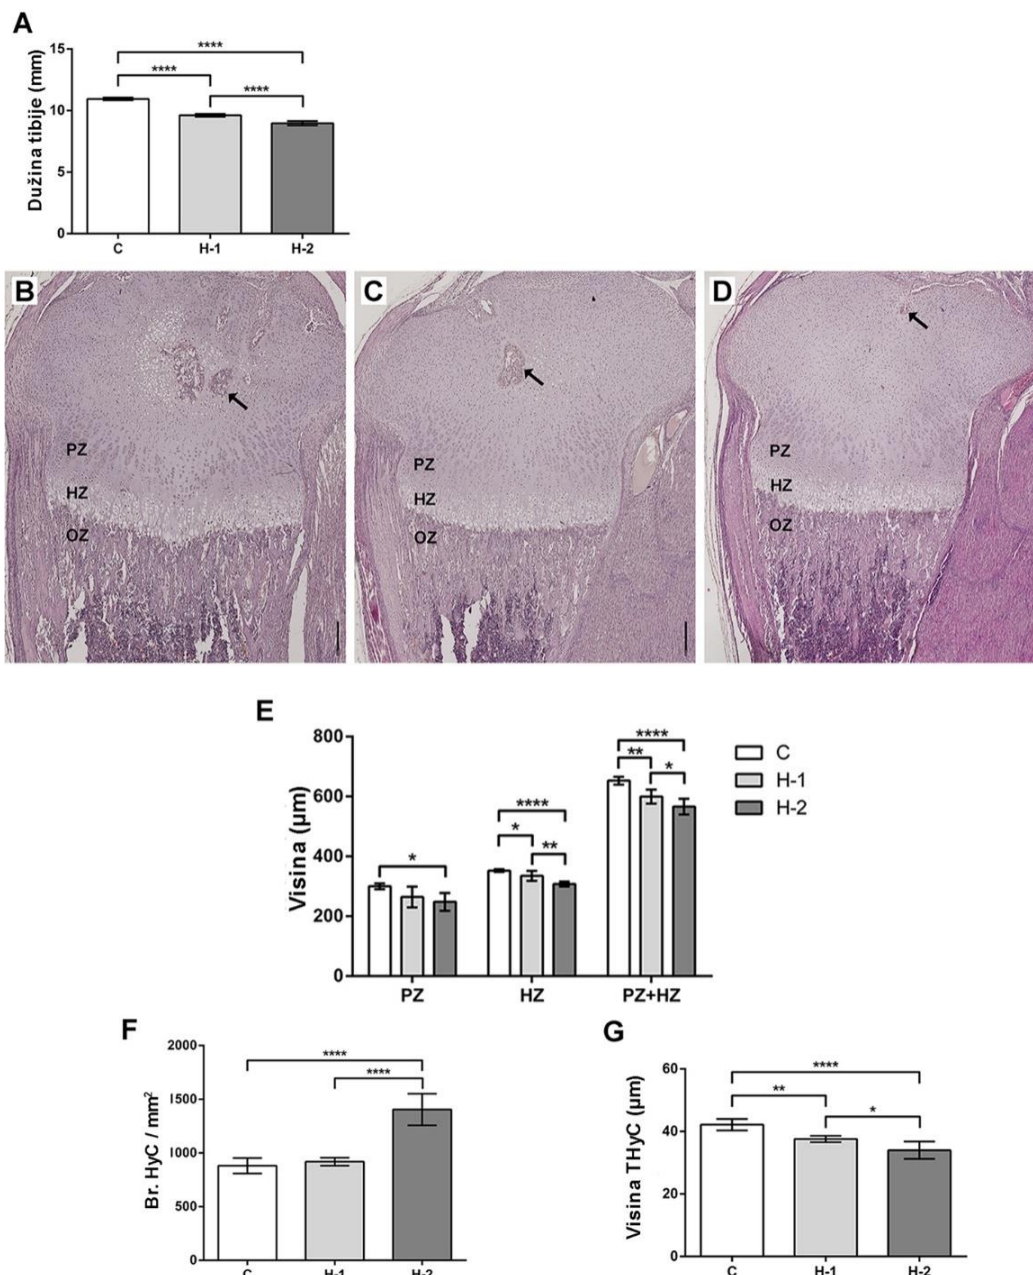 A
Dužina tibije (mm)
15
10
5
0
****
****
****
C H-1 H-2
B C D
PZ PZ PZ
HZ HZ HZ
OZ OZ OZ
E
Visina (µm)
800
600
400
200
0
*
****
*
**
****
**
*
PZ HZ PZ+HZ
C
H-1
H-2
F
Br. HyC / mm²
2000
1500
1000
500
0
****
****
C H-1 H-2
G
Visina THyC (µm)
60
40
20
0
****
**
*
C H-1 H-2